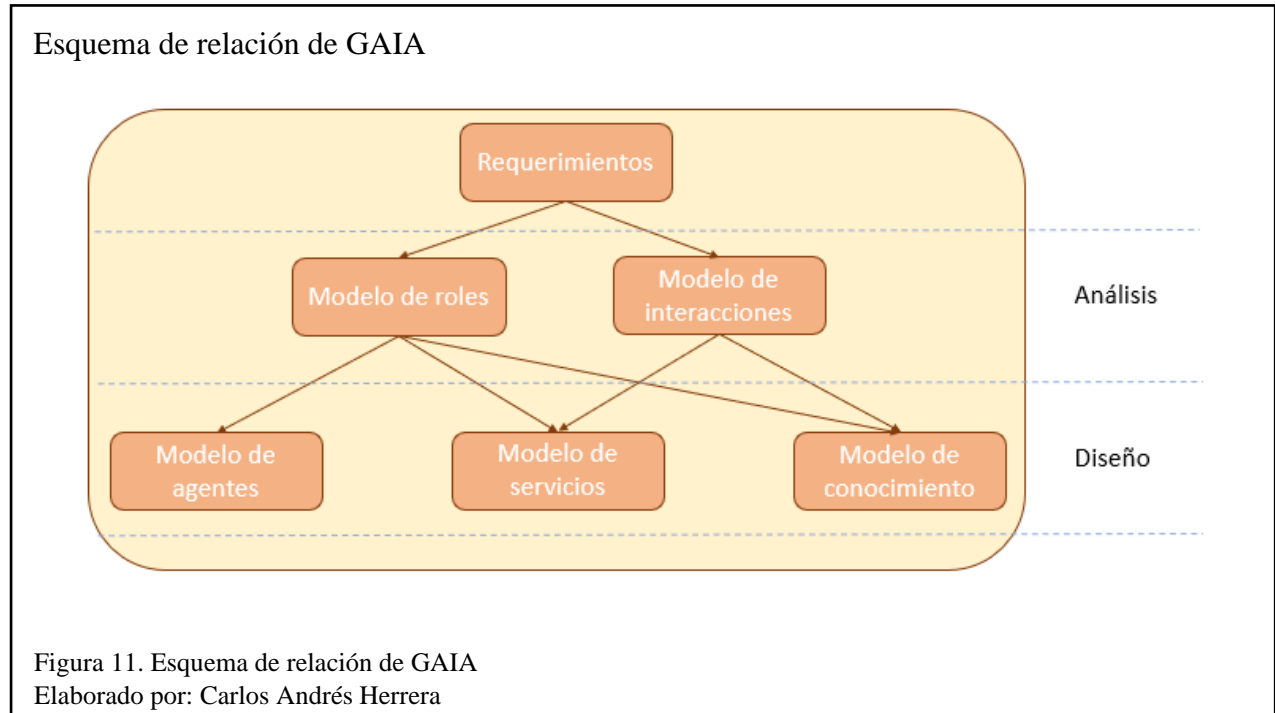 Esquema de relación de GAIA
Requerimientos
Modelo de roles
Modelo de
interacciones
Análisis
Modelo de
agentes
Modelo de
servicios
Modelo de
conocimiento
Diseño
Figura 11. Esquema de relación de GAIA
Elaborado por: Carlos Andrés Herrera